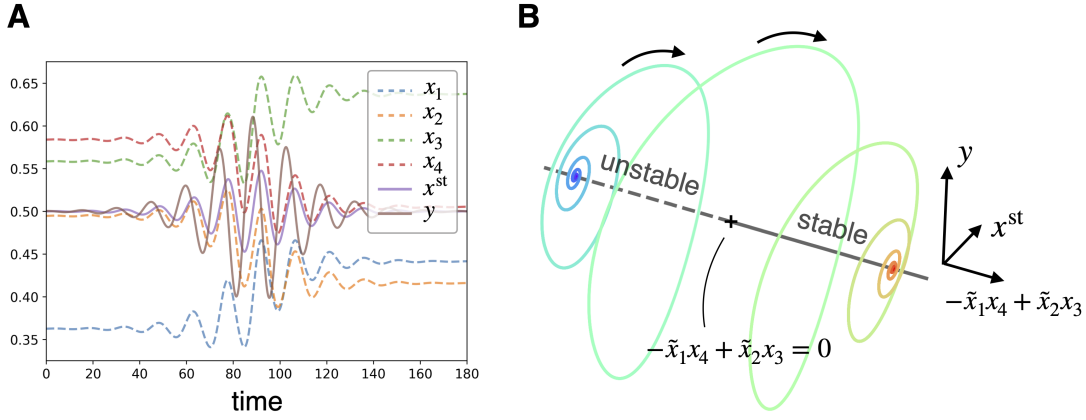 A
0.65
0.60
0.55
0.50
0.45
0.40
0.35
0
20
40
60
80
100
120
140
160
180
time
x₁
x₂
x₃
x₄
xˢᵗ
y
B
unstable
stable
−x̃₁x₄ + x̃₂x₃ = 0
y
xˢᵗ
−x̃₁x₄ + x̃₂x₃